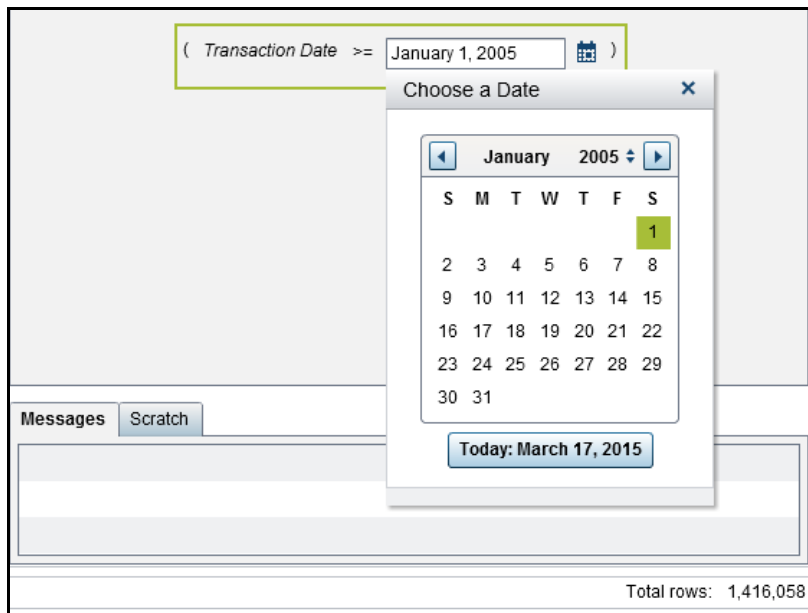 ( Transaction Date >= January 1, 2005 )
Choose a Date ×
January 2005
S M T W T F S
1
2 3 4 5 6 7 8
9 10 11 12 13 14 15
16 17 18 19 20 21 22
23 24 25 26 27 28 29
30 31
Today: March 17, 2015
Messages Scratch
Total rows: 1,416,058